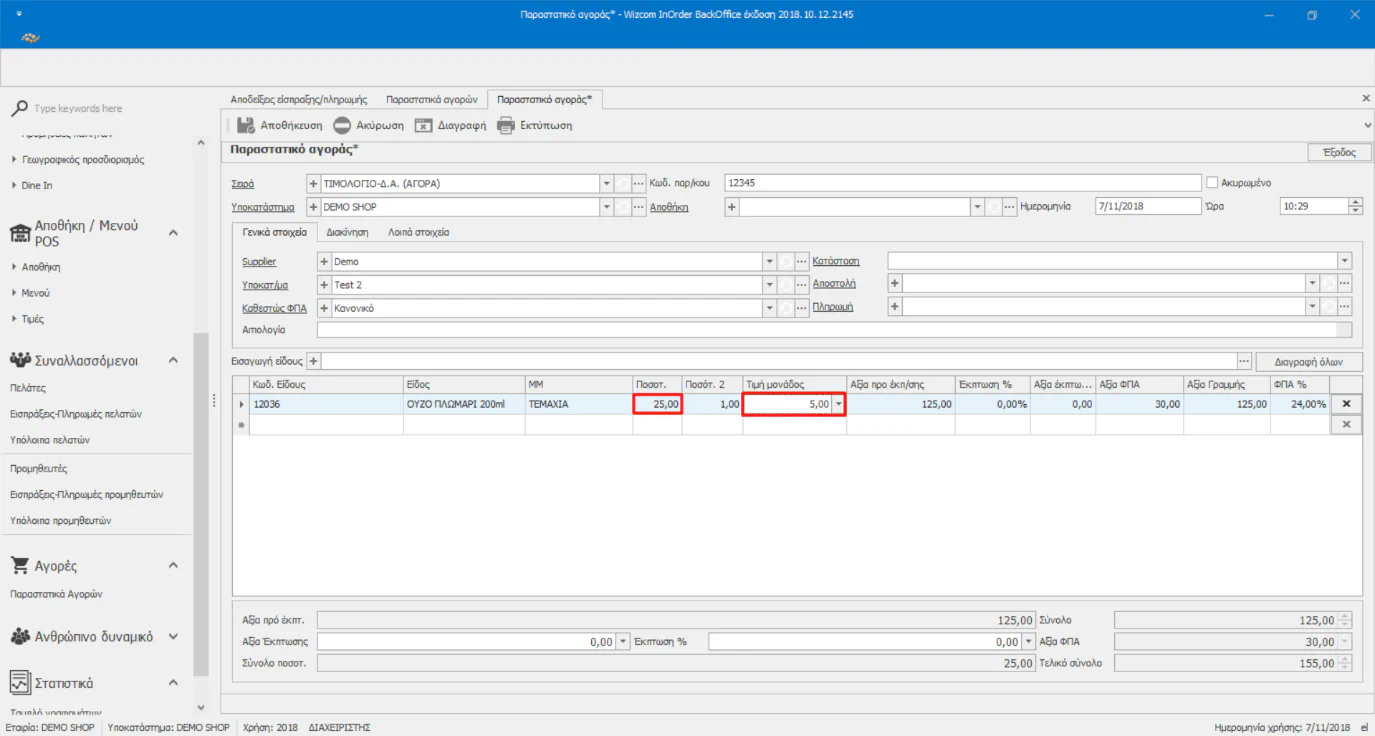 Παραστατικό αγοράς* - Wizcom InOrder BackOffice έκδοση 2018.10.12.2145
Type keywords here
Γεωγραφικός προσδιορισμός
Dine In
Αποθήκη / Μενού POS
Αποθήκη
Μενού
Τιμές
Συναλλασσόμενοι
Πελάτες
Εισπράξεις-Πληρωμές πελατών
Υπόλοιπα πελατών
Προμηθευτές
Εισπράξεις-Πληρωμές προμηθευτών
Υπόλοιπα προμηθευτών
Αγορές
Παραστατικά Αγορών
Ανθρώπινο δυναμικό
Στατιστικά
Αποδείξεις είσπραξης/πληρωμής Παραστατικά αγορών Παραστατικό αγοράς*
Αποθήκευση Ακύρωση Διαγραφή Εκτύπωση
Παραστατικό αγοράς* Έξοδος
Σειρά ΤΙΜΟΛΟΓΙΟ-Δ.Α. (ΑΓΟΡΑ) Κωδ. παρ/κου 12345 Ακυρωμένο
Υποκατάστημα DEMO SHOP Αποθήκη Ημερομηνία 7/11/2018 Ώρα 10:29
Γενικά στοιχεία Διακίνηση Λοιπά στοιχεία
Supplier Demo Κατάσταση
Υποκατ/μα Test 2 Αποστολή
Καθεστώς ΦΠΑ Κανονικό Πληρωμή
Αιτιολογία
Εισαγωγή είδους Διαγραφή όλων
Κωδ. Είδους Είδος ΜΜ Ποσοτ. Ποσότ. 2 Τιμή μονάδος Αξία προ έκπ/σης Έκπτωση % Αξία έκπτω... Αξία ΦΠΑ Αξία Γραμμής ΦΠΑ %
12036 ΟΥΖΟ ΠΛΩΜΑΡΙ 200ml ΤΕΜΑΧΙΑ 25,00 1,00 5,00 125,00 0,00% 0,00 30,00 125,00 24,00%
Αξία πρό έκπτ. 125,00 Σύνολο 125,00
Αξία Έκπτωσης 0,00 Έκπτωση % 0,00 Αξία ΦΠΑ 30,00
Σύνολο ποσοτ. 25,00 Τελικό σύνολο 155,00
Εταιρία: DEMO SHOP Υποκατάστημα: DEMO SHOP Χρήση: 2018 ΔΙΑΧΕΙΡΙΣΤΗΣ Ημερομηνία χρήσης: 7/11/2018 el